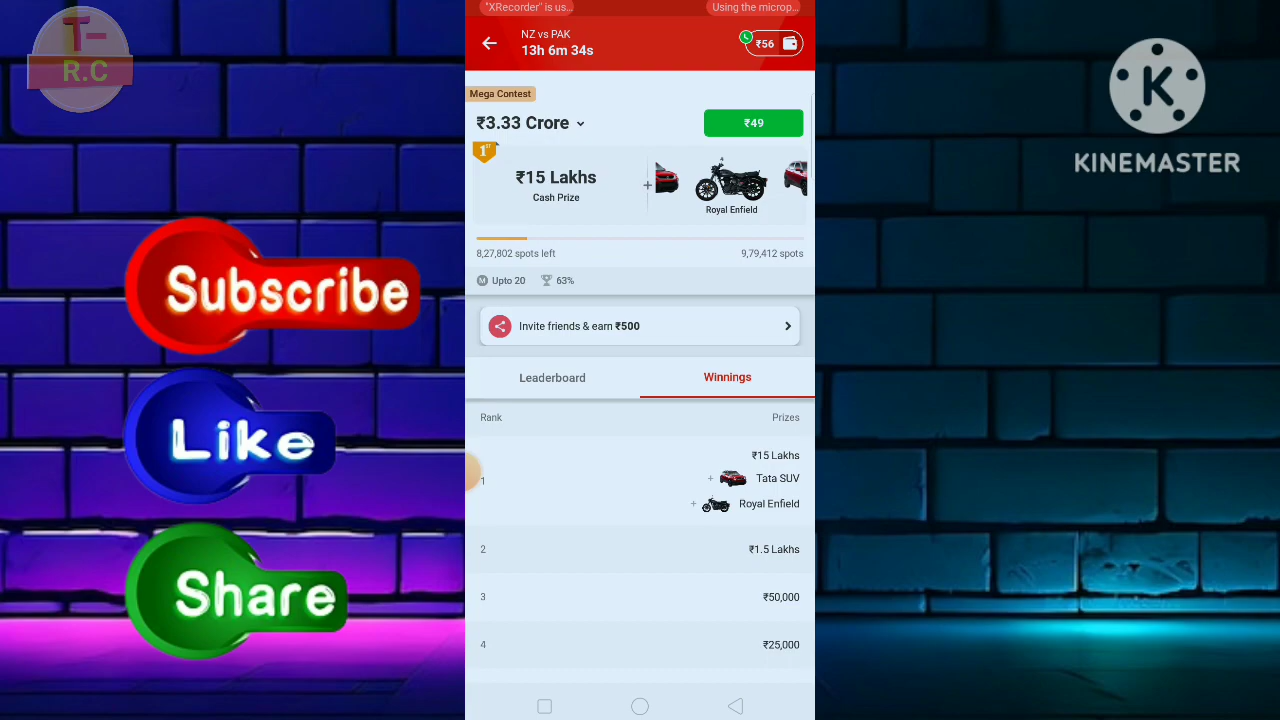 T-
R.C
KINEMASTER
Subscribe
Like
Share
"XRecorder" is us...
Using the microp...
NZ vs PAK
13h 6m 34s
₹56
Mega Contest
₹3.33 Crore
₹49
1ST
₹15 Lakhs
Cash Prize
+
Royal Enfield
8,27,802 spots left
9,79,412 spots
M Upto 20
63%
Invite friends & earn ₹500
Leaderboard
Winnings
Rank
Prizes
1
₹15 Lakhs
+ Tata SUV
+ Royal Enfield
2 ₹1.5 Lakhs
3 ₹50,000
4 ₹25,000